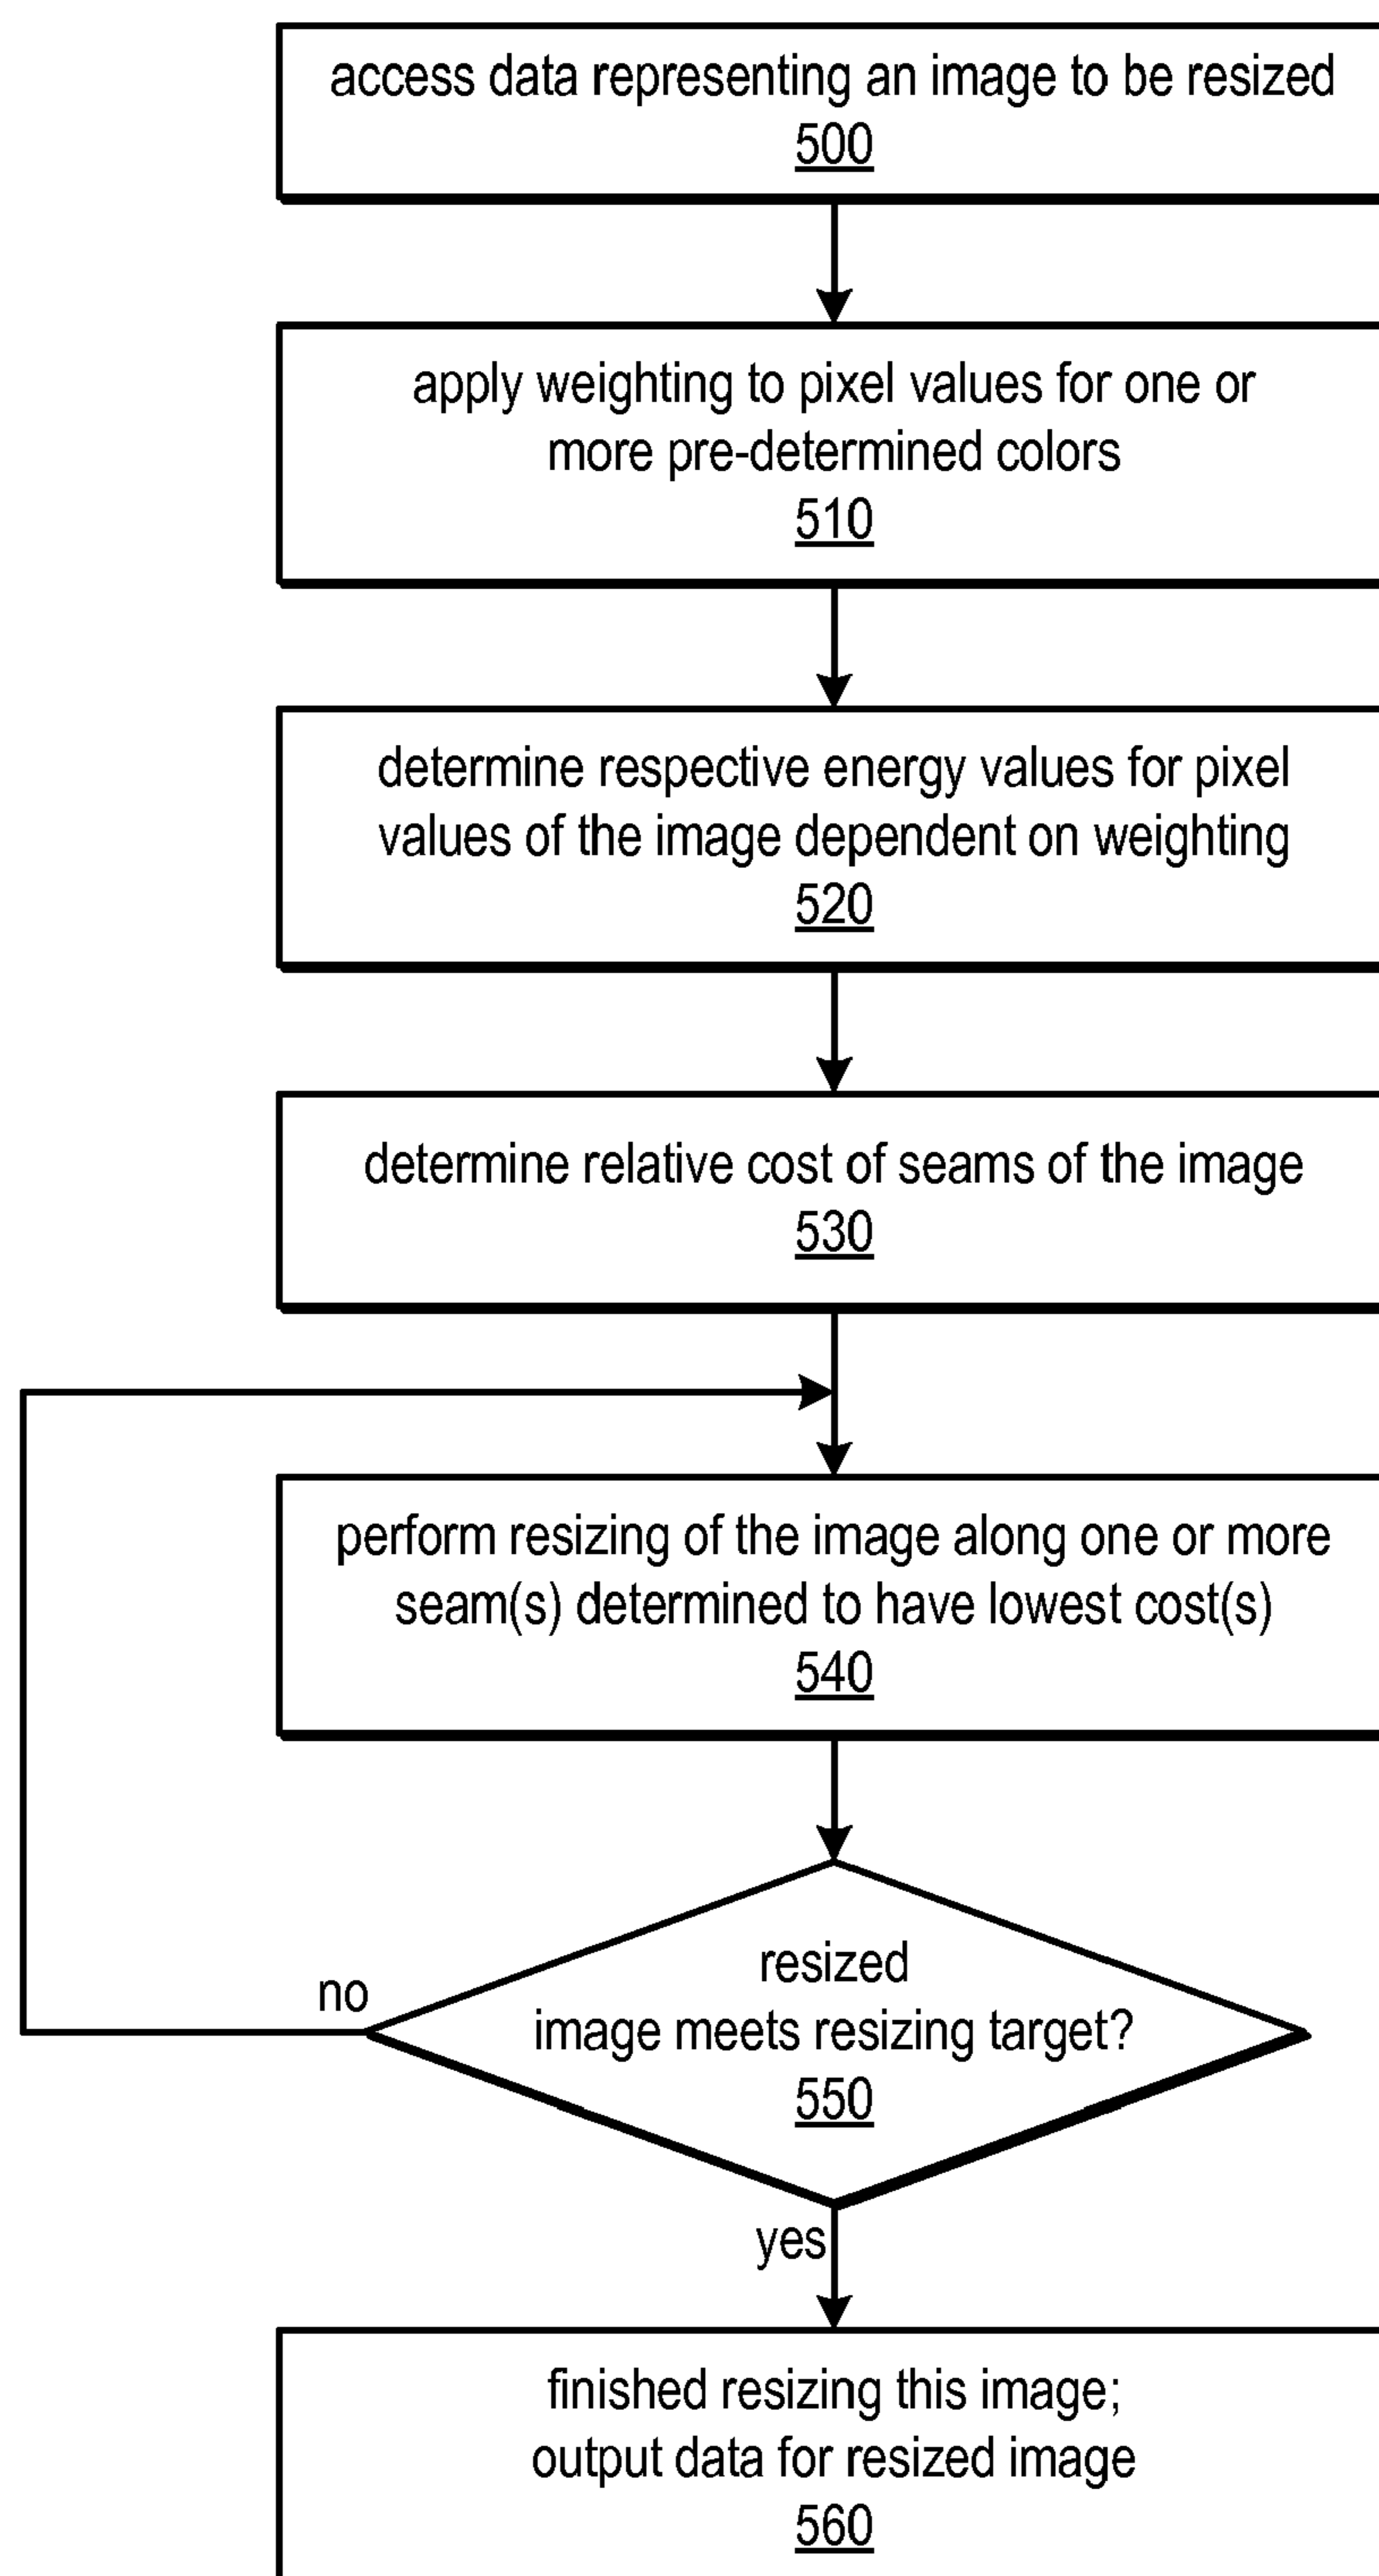 access data representing an image to be resized
500
apply weighting to pixel values for one or
more pre-determined colors
510
determine respective energy values for pixel
values of the image dependent on weighting
520
determine relative cost of seams of the image
530
perform resizing of the image along one or more
seam(s) determined to have lowest cost(s)
540
resized
image meets resizing target?
550
no
yes
finished resizing this image;
output data for resized image
560